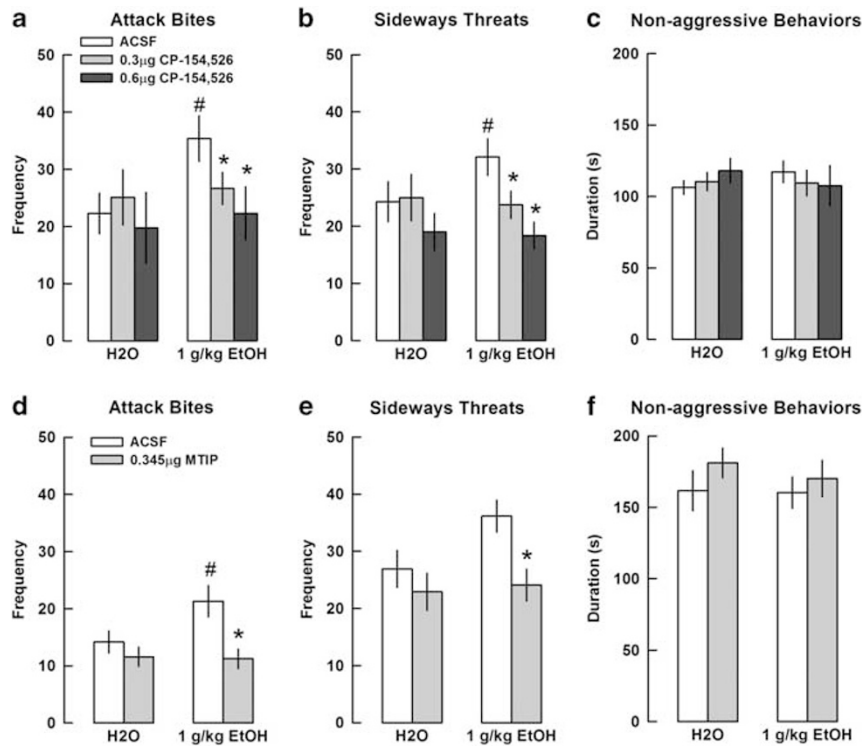 a Attack Bites
ACSF
0.3µg CP-154,526
0.6µg CP-154,526
Frequency
50
40
30
20
10
0
#
*
*
H2O
1 g/kg EtOH
b Sideways Threats
Frequency
50
40
30
20
10
0
#
*
*
H2O
1 g/kg EtOH
c Non-aggressive Behaviors
Duration (s)
200
150
100
50
0
H2O
1 g/kg EtOH
d Attack Bites
ACSF
0.345µg MTIP
Frequency
50
40
30
20
10
0
#
*
H2O
1 g/kg EtOH
e Sideways Threats
Frequency
50
40
30
20
10
0
*
H2O
1 g/kg EtOH
f Non-aggressive Behaviors
Duration (s)
200
150
100
50
0
H2O
1 g/kg EtOH